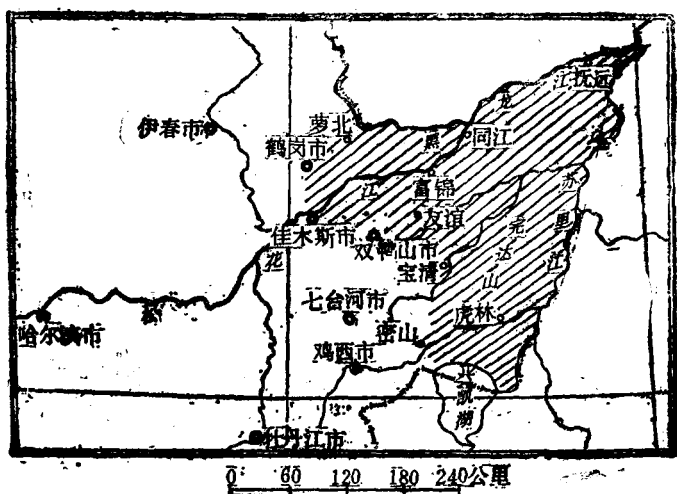 江
抚远
龙
伊春市
萝北
黑
同江
鹤岗市
江
富锦
苏
友谊
里
佳木斯市
双鸭山市
完
达
山
江
花
宝清
七台河市
松
虎林
哈尔滨市
密山
鸡西市
兴
凯
湖
牡丹江市
0 60 120 180 240公里